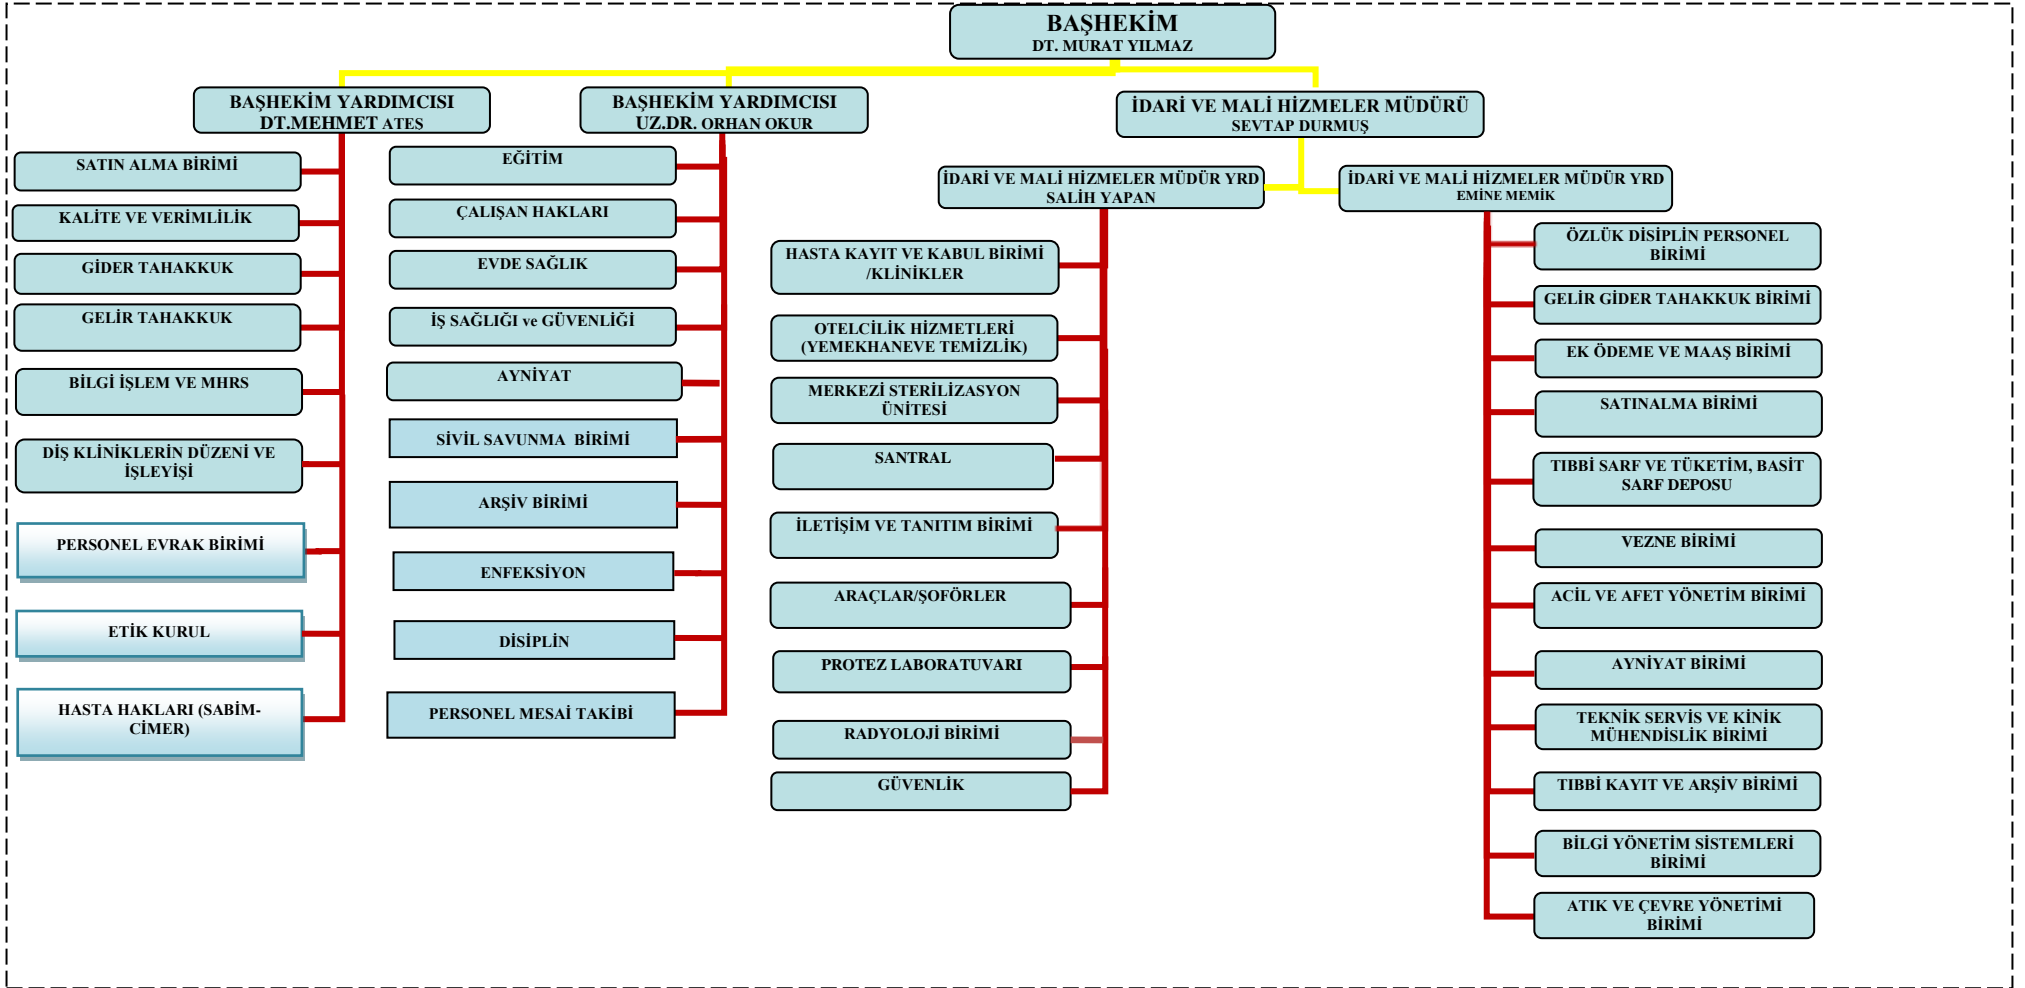 BAŞHEKİM
DT. MURAT YILMAZ
BAŞHEKİM YARDIMCISI
DT.MEHMET ATEŞ
SATIN ALMA BİRİMİ
KALİTE VE VERİMLİLİK
GİDER TAHAKKUK
GELİR TAHAKKUK
BİLGİ İŞLEM VE MHRS
DİŞ KLİNİKLERİN DÜZENİ VE
İŞLEYİŞİ
PERSONEL EVRAK BİRİMİ
ETİK KURUL
HASTA HAKLARI (SABİM-
CİMER)
BAŞHEKİM YARDIMCISI
UZ.DR. ORHAN OKUR
EĞİTİM
ÇALIŞAN HAKLARI
EVDE SAĞLIK
İŞ SAĞLIĞI ve GÜVENLİĞİ
AYNİYAT
SİVİL SAVUNMA  BİRİMİ
ARŞİV BİRİMİ
ENFEKSİYON
DİSİPLİN
PERSONEL MESAİ TAKİBİ
İDARİ VE MALİ HİZMELER MÜDÜRÜ
SEVTAP DURMUŞ
İDARİ VE MALİ HİZMELER MÜDÜR YRD
SALİH YAPAN
HASTA KAYIT VE KABUL BİRİMİ
/KLİNİKLER
OTELCİLİK HİZMETLERİ
(YEMEKHANEVE TEMİZLİK)
MERKEZİ STERİLİZASYON
ÜNİTESİ
SANTRAL
İLETİŞİM VE TANITIM BİRİMİ
ARAÇLAR/ŞOFÖRLER
PROTEZ LABORATUVARI
RADYOLOJİ BİRİMİ
GÜVENLİK
İDARİ VE MALİ HİZMELER MÜDÜR YRD
EMİNE MEMİK
ÖZLÜK DİSİPLİN PERSONEL
BİRİMİ
GELİR GİDER TAHAKKUK BİRİMİ
EK ÖDEME VE MAAŞ BİRİMİ
SATINALMA BİRİMİ
TIBBİ SARF VE TÜKETİM, BASİT
SARF DEPOSU
VEZNE BİRİMİ
ACİL VE AFET YÖNETİM BİRİMİ
AYNİYAT BİRİMİ
TEKNİK SERVİS VE KİNİK
MÜHENDİSLİK BİRİMİ
TIBBİ KAYIT VE ARŞİV BİRİMİ
BİLGİ YÖNETİM SİSTEMLERİ
BİRİMİ
ATIK VE ÇEVRE YÖNETİMİ
BİRİMİ